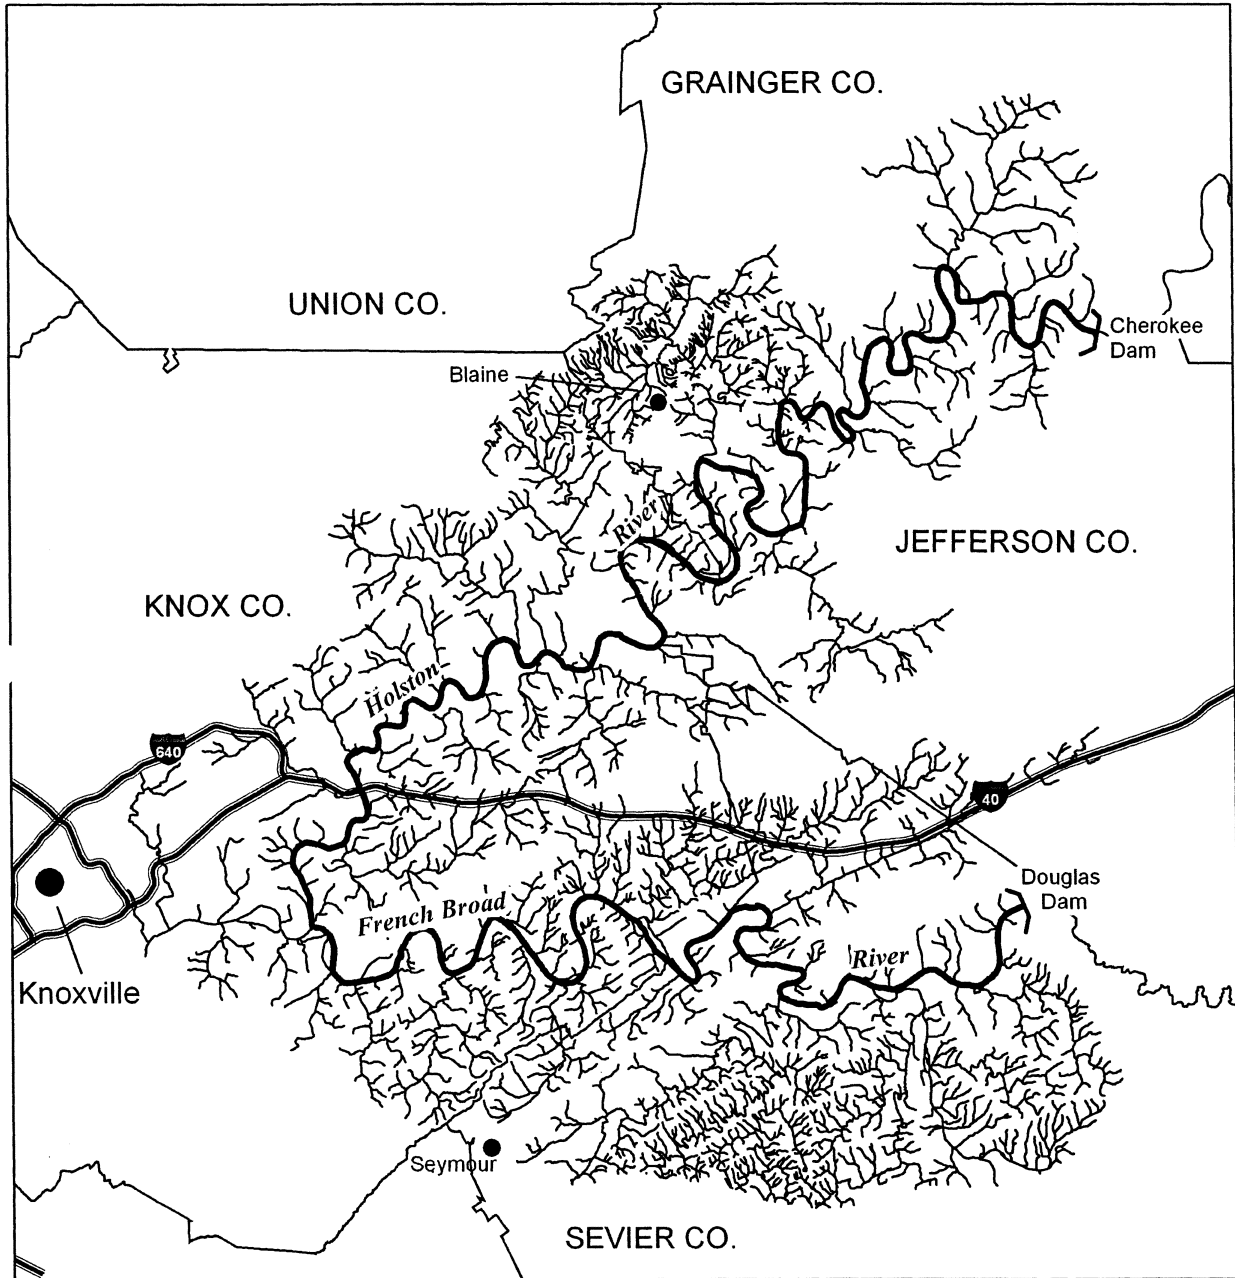 GRAINGER CO.
UNION CO.
Cherokee
Dam
Blaine
River
JEFFERSON CO.
KNOX CO.
Holston
640
40
Douglas
Dam
French Broad
River
Knoxville
Seymour
SEVIER CO.